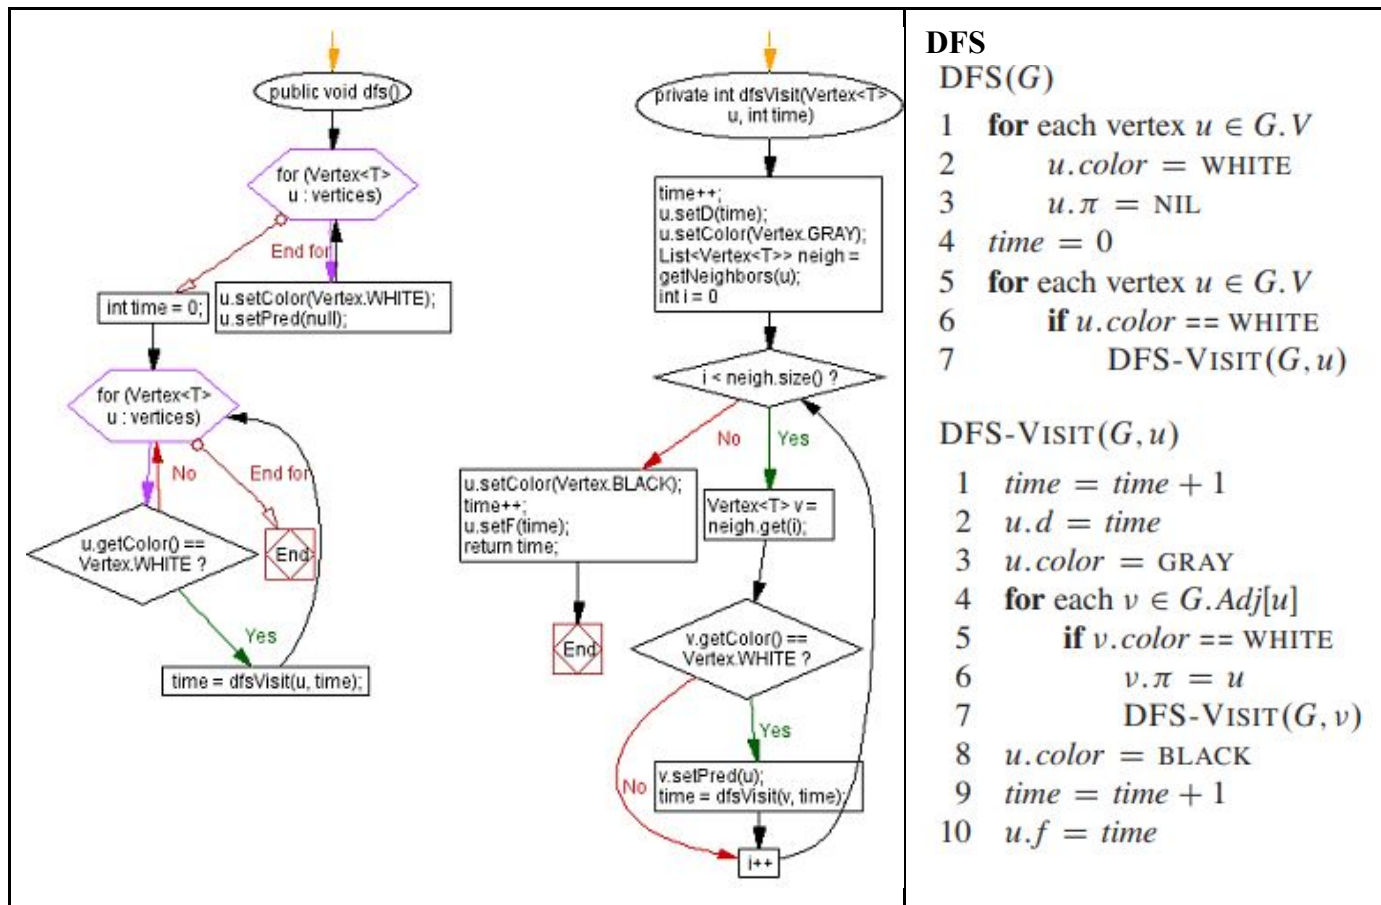 public void dfs()
for (Vertex<T>
u : vertices)
End for
int time = 0;
u.setColor(Vertex.WHITE);
u.setPred(null);
for (Vertex<T>
u : vertices)
No
End for
u.getColor() ==
Vertex.WHITE ?
End
Yes
time = dfsVisit(u, time);
private int dfsVisit(Vertex<T>
u, int time)
time++;
u.setD(time);
u.setColor(Vertex.GRAY);
List<Vertex<T>> neigh =
getNeighbors(u);
int i = 0
i < neigh.size() ?
No
Yes
u.setColor(Vertex.BLACK);
time++;
u.setF(time);
return time;
Vertex<T> v =
neigh.get(i);
End
v.getColor() ==
Vertex.WHITE ?
Yes
No
v.setPred(u);
time = dfsVisit(v, time);
i++
DFS
DFS(G)
1 for each vertex u ∈ G.V
2 u.color = WHITE
3 u.π = NIL
4 time = 0
5 for each vertex u ∈ G.V
6 if u.color == WHITE
7 DFS-VISIT(G, u)
DFS-VISIT(G, u)
1 time = time + 1
2 u.d = time
3 u.color = GRAY
4 for each v ∈ G.Adj[u]
5 if v.color == WHITE
6 v.π = u
7 DFS-VISIT(G, v)
8 u.color = BLACK
9 time = time + 1
10 u.f = time